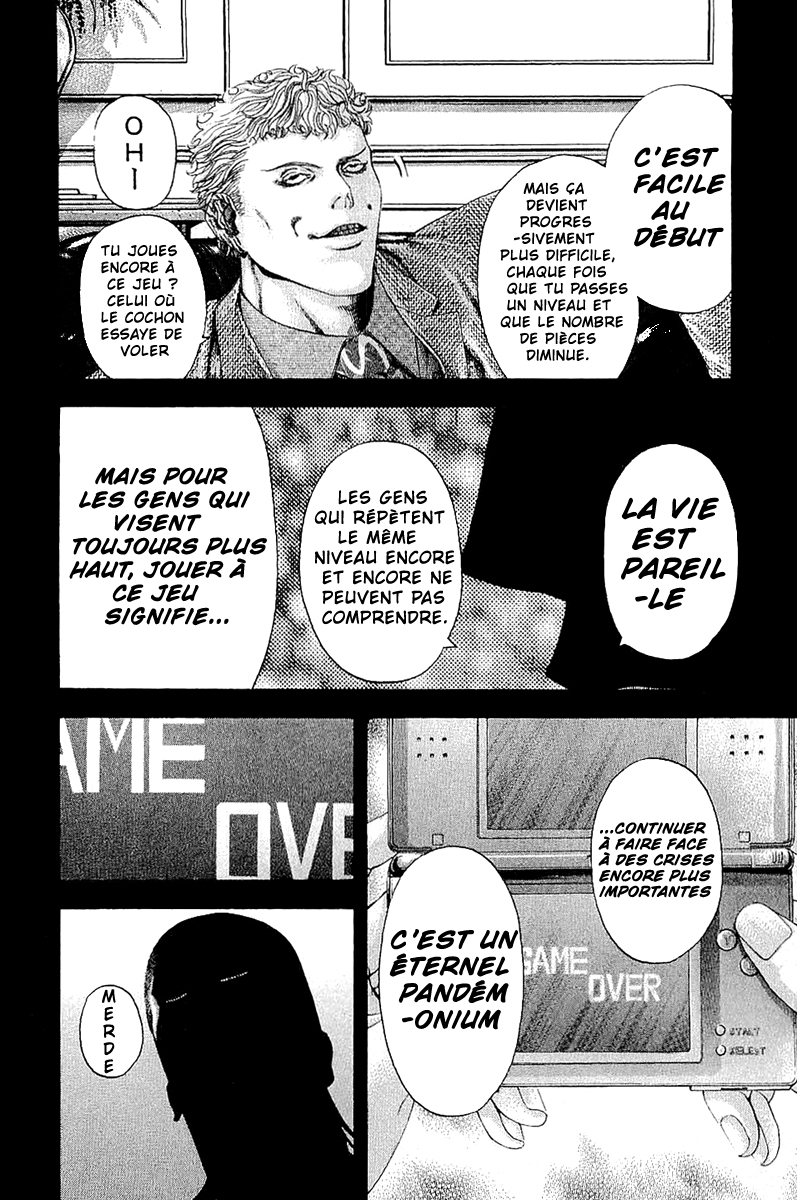 C'EST
FACILE
AU
DÉBUT
MAIS ÇA
DEVIENT
PROGRES
-SIVEMENT
PLUS DIFFICILE,
CHAQUE FOIS
QUE TU PASSES
UN NIVEAU ET
QUE LE NOMBRE
DE PIÈCES
DIMINUE.
OH!
TU JOUES
ENCORE À
CE JEU ?
CELUI OÙ
LE COCHON
ESSAYE DE
VOLER
LA VIE
EST
PAREIL
-LE
LES GENS
QUI RÉPÈTENT
LE MÊME
NIVEAU ENCORE
ET ENCORE NE
PEUVENT PAS
COMPRENDRE.
MAIS POUR
LES GENS QUI
VISENT
TOUJOURS PLUS
HAUT, JOUER À
CE JEU
SIGNIFIE...
...CONTINUER
À FAIRE FACE
À DES CRISES
ENCORE PLUS
IMPORTANTES
C'EST UN
ÉTERNEL
PANDÉM
-ONIUM
GAME
OVER
Y
START
SELECT
AME
OVE
MERDE